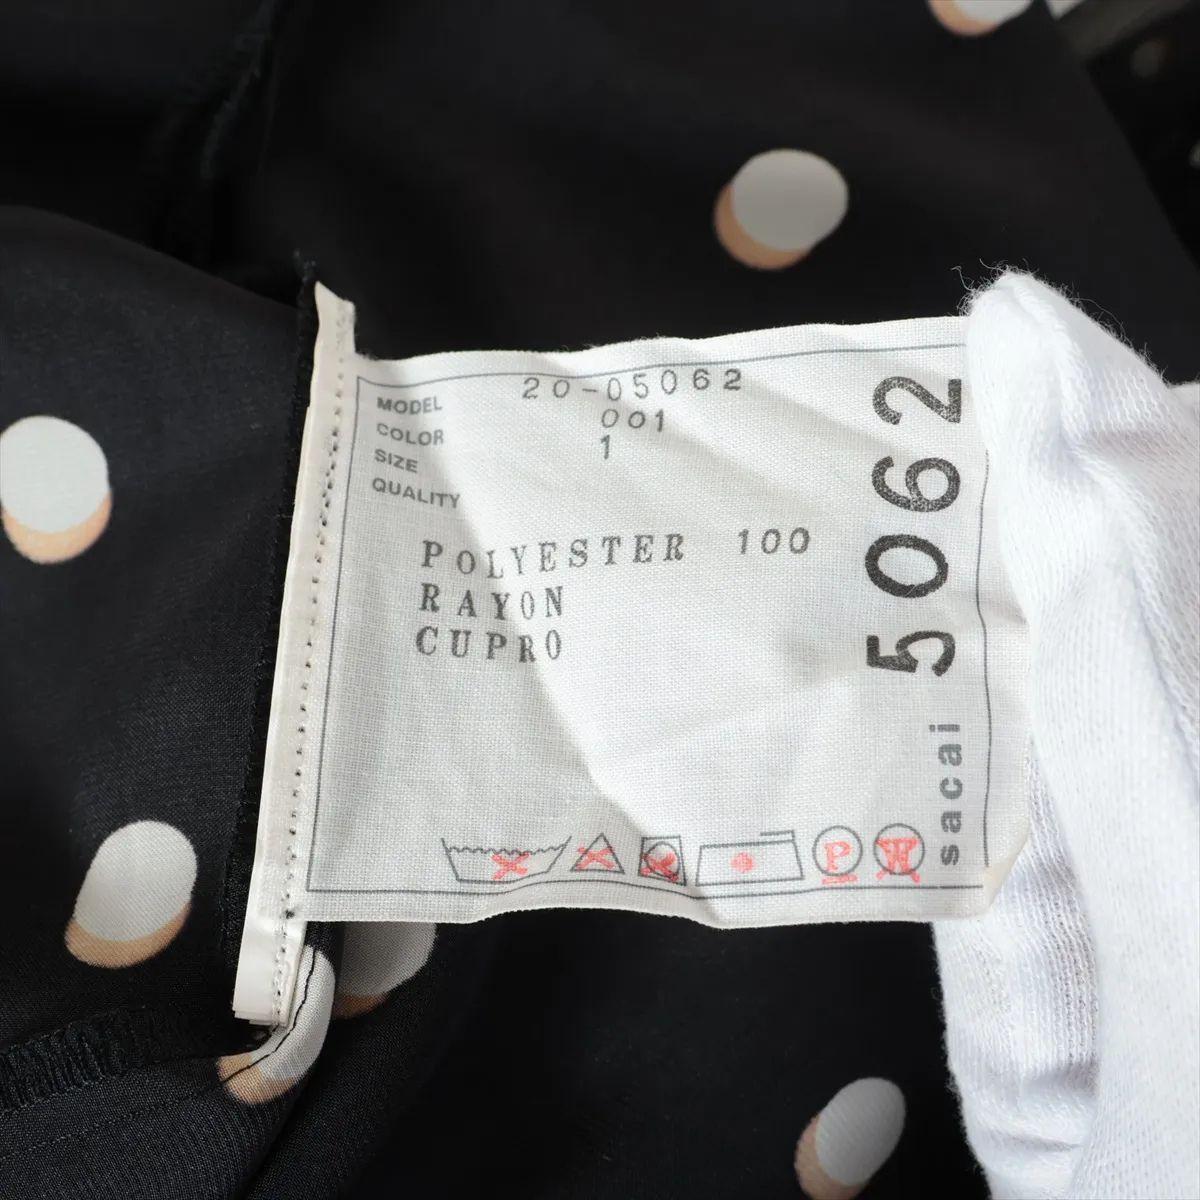 MODEL 20-05062
COLOR 001
SIZE 1
QUALITY
POLYESTER 100
RAYON
CUPRO
P W
sacai 5062